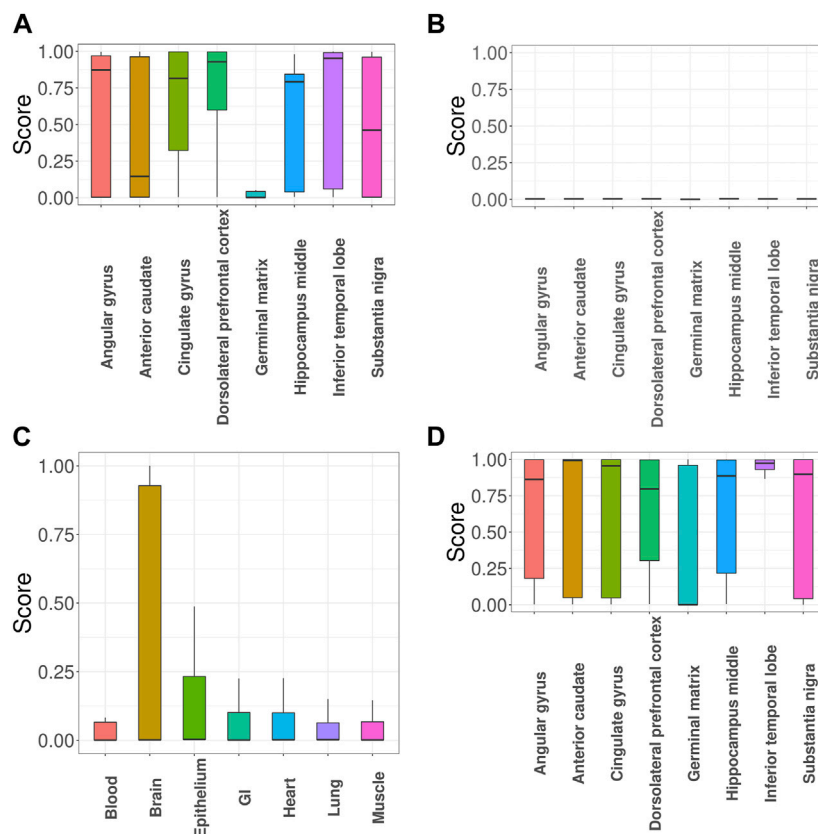 A
1.00
0.75
0.50
0.25
0.00
Score
Angular gyrus
Anterior caudate
Cingulate gyrus
Dorsolateral prefrontal cortex
Germinal matrix
Hippocampus middle
Inferior temporal lobe
Substantia nigra
B
1.00
0.75
0.50
0.25
0.00
Score
Angular gyrus
Anterior caudate
Cingulate gyrus
Dorsolateral prefrontal cortex
Germinal matrix
Hippocampus middle
Inferior temporal lobe
Substantia nigra
C
1.00
0.75
0.50
0.25
0.00
Score
Blood
Brain
Epithelium
GI
Heart
Lung
Muscle
D
1.00
0.75
0.50
0.25
0.00
Score
Angular gyrus
Anterior caudate
Cingulate gyrus
Dorsolateral prefrontal cortex
Germinal matrix
Hippocampus middle
Inferior temporal lobe
Substantia nigra